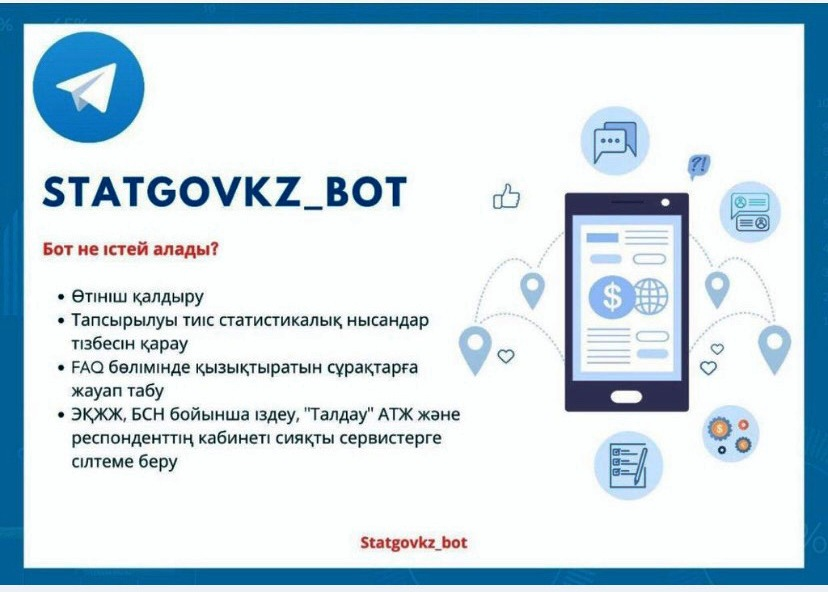 STATGOVKZ_BOT
Бот не істей алады?
• Өтініш қалдыру
• Тапсырылуы тиіс статистикалық нысандар
тізбесін қарау
• FAQ бөлімінде қызықтыратын сұрақтарға
жауап табу
• ЭҚЖЖ, БСН бойынша іздеу, "Талдау" АТЖ және
респонденттің кабинеті сияқты сервистерге
сілтеме беру
?!
$
$
Statgovkz_bot